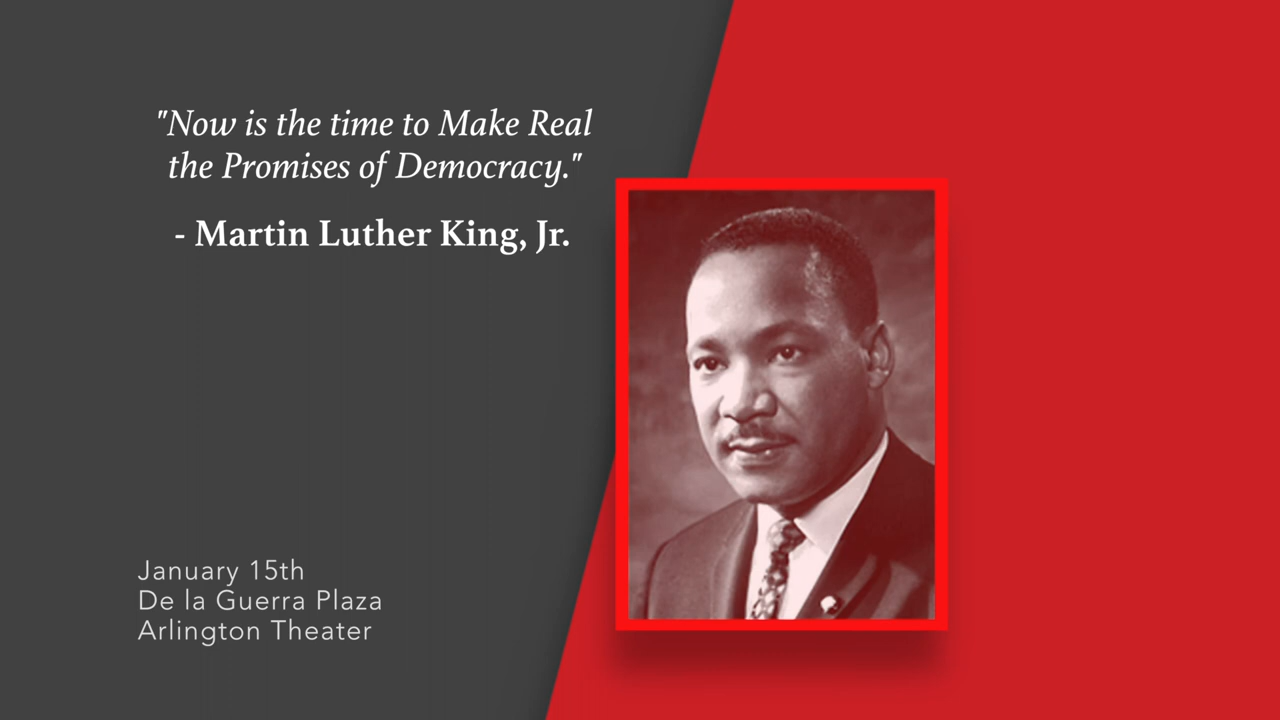 "Now is the time to Make Real
the Promises of Democracy."
- Martin Luther King, Jr.
January 15th
De la Guerra Plaza
Arlington Theater